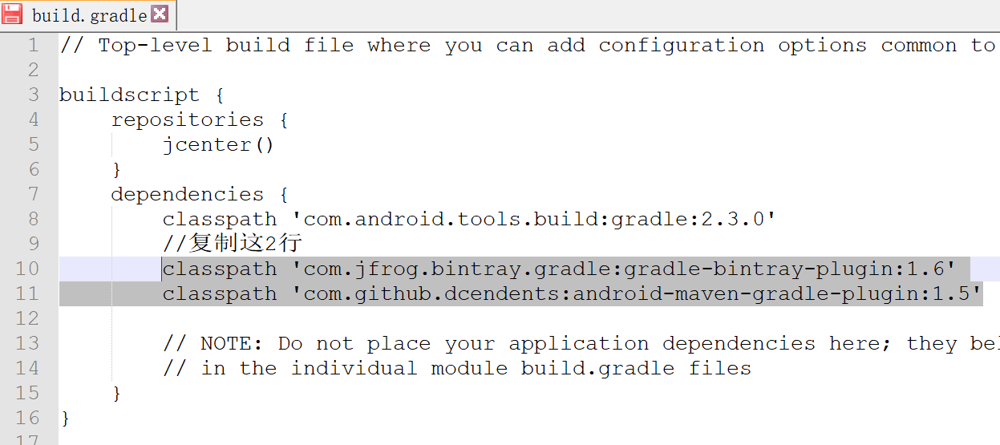 build.gradle
1 // Top-level build file where you can add configuration options common to
2
3 buildscript {
4 repositories {
5 jcenter()
6 }
7 dependencies {
8 classpath 'com.android.tools.build:gradle:2.3.0'
9 //复制这2行
10 classpath 'com.jfrog.bintray.gradle:gradle-bintray-plugin:1.6'
11 classpath 'com.github.dcendents:android-maven-gradle-plugin:1.5'
12
13 // NOTE: Do not place your application dependencies here; they
14 // in the individual module build.gradle files
15 }
16 }
17